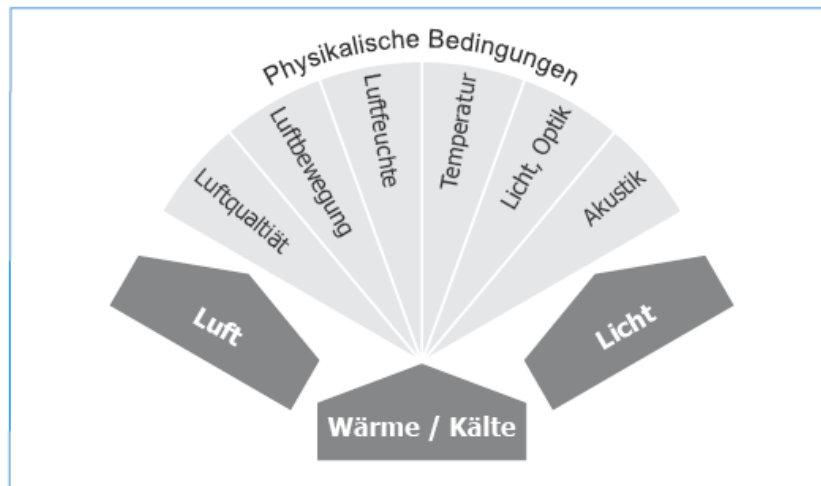 Physikalische Bedingungen
Luftqualtiät
Luftbewegung
Luftfeuchte
Temperatur
Licht, Optik
Akustik
Luft
Wärme / Kälte
Licht